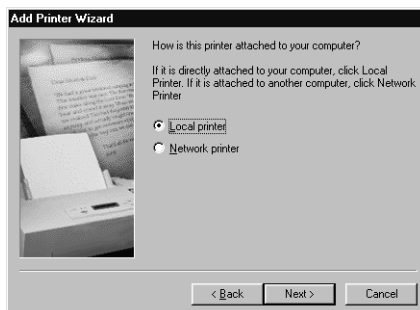 Add Printer Wizard
How is this printer attached to your computer?
If it is directly attached to your computer, click Local
Printer. If it is attached to another computer, click Network
Printer
Local printer
Network printer
< Back
Next >
Cancel